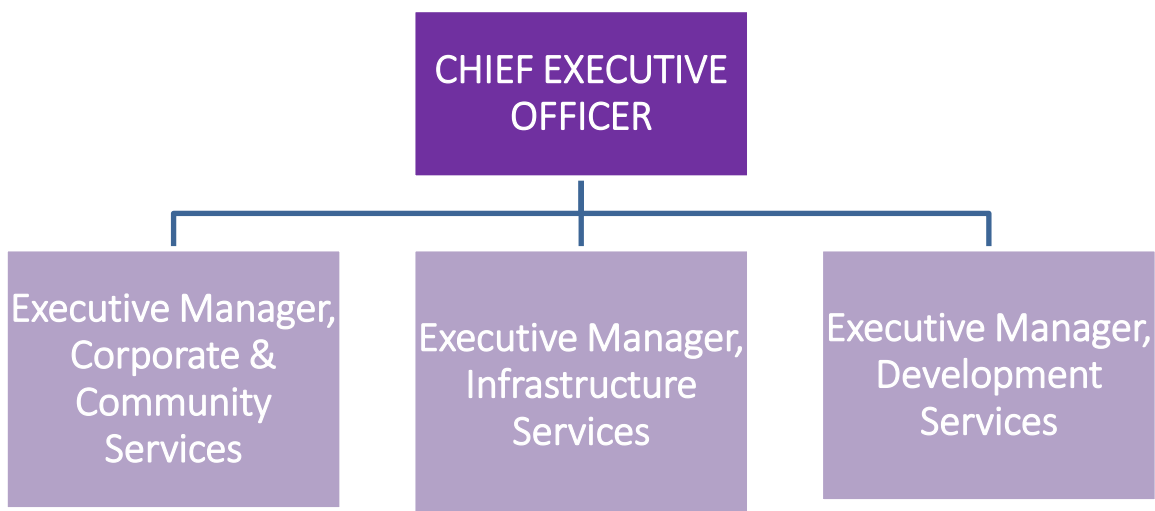 CHIEF EXECUTIVE
OFFICER
Executive Manager,
Corporate &
Community
Services
Executive Manager,
Infrastructure
Services
Executive Manager,
Development
Services